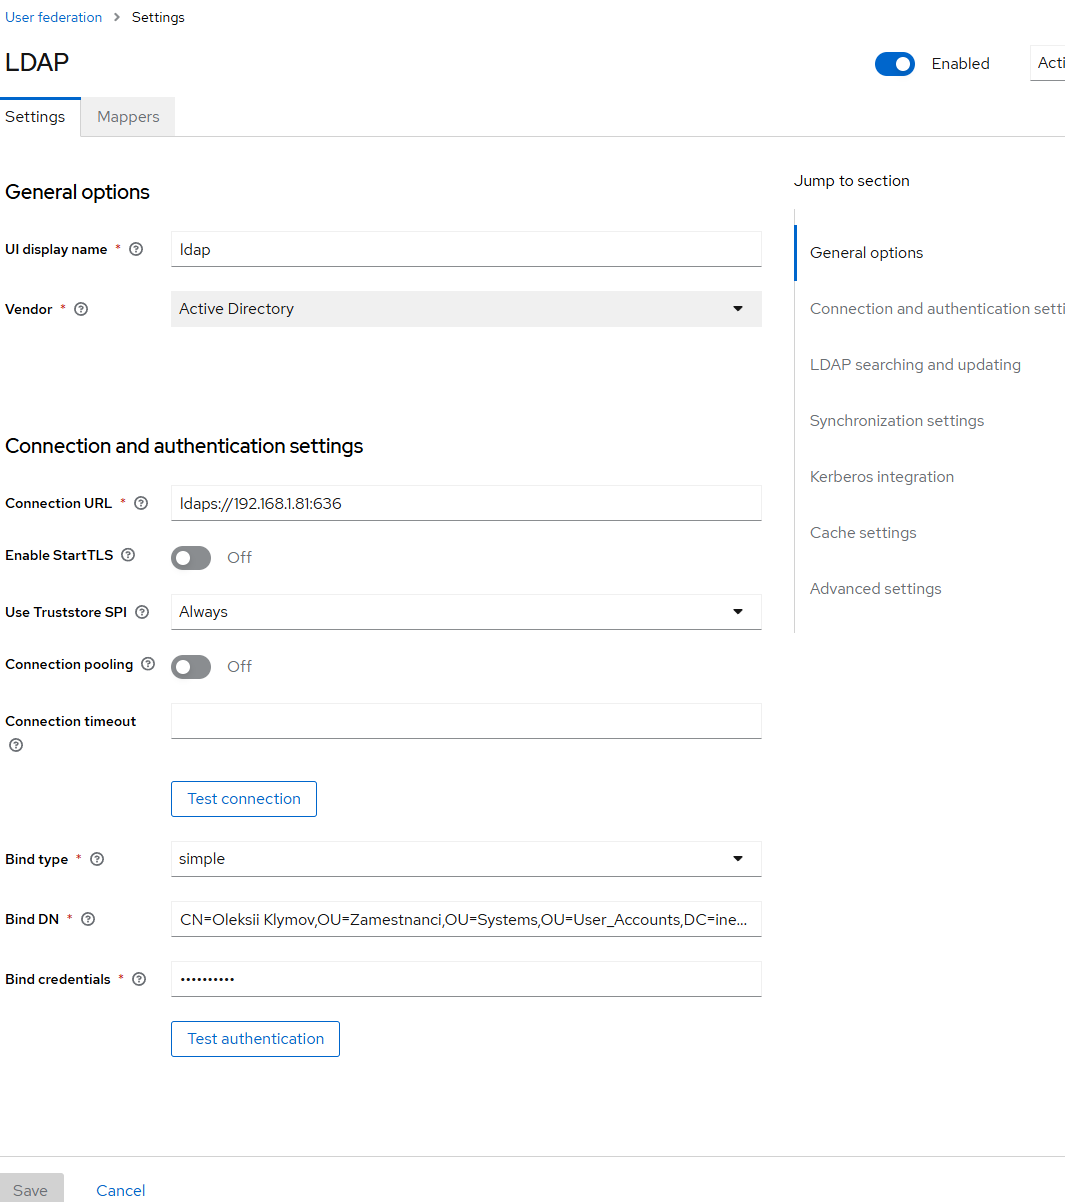 User federation > Settings
LDAP
Enabled
Acti
Settings
Mappers
General options
Jump to section
UI display name * ldap
General options
Vendor * Active Directory
Connection and authentication setti
LDAP searching and updating
Synchronization settings
Connection and authentication settings
Kerberos integration
Connection URL * ldaps://192.168.1.81:636
Cache settings
Enable StartTLS Off
Advanced settings
Use Truststore SPI Always
Connection pooling Off
Connection timeout
Test connection
Bind type * simple
Bind DN * CN=Oleksii Klymov,OU=Zamestnanci,OU=Systems,OU=User_Accounts,DC=ine...
Bind credentials * ••••••••••
Test authentication
Save
Cancel